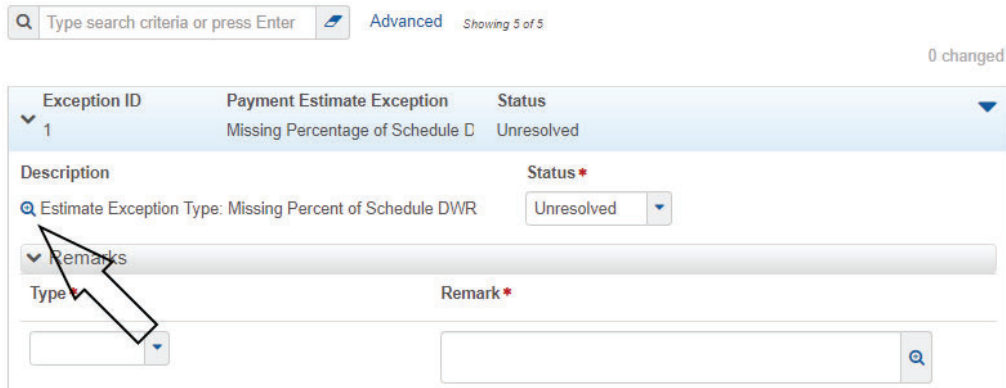 Type search criteria or press Enter Advanced Showing 5 of 5
0 changed
Exception ID Payment Estimate Exception Status
1 Missing Percentage of Schedule D Unresolved
Description Status*
Estimate Exception Type: Missing Percent of Schedule DWR Unresolved
Remarks
Type* Remark*